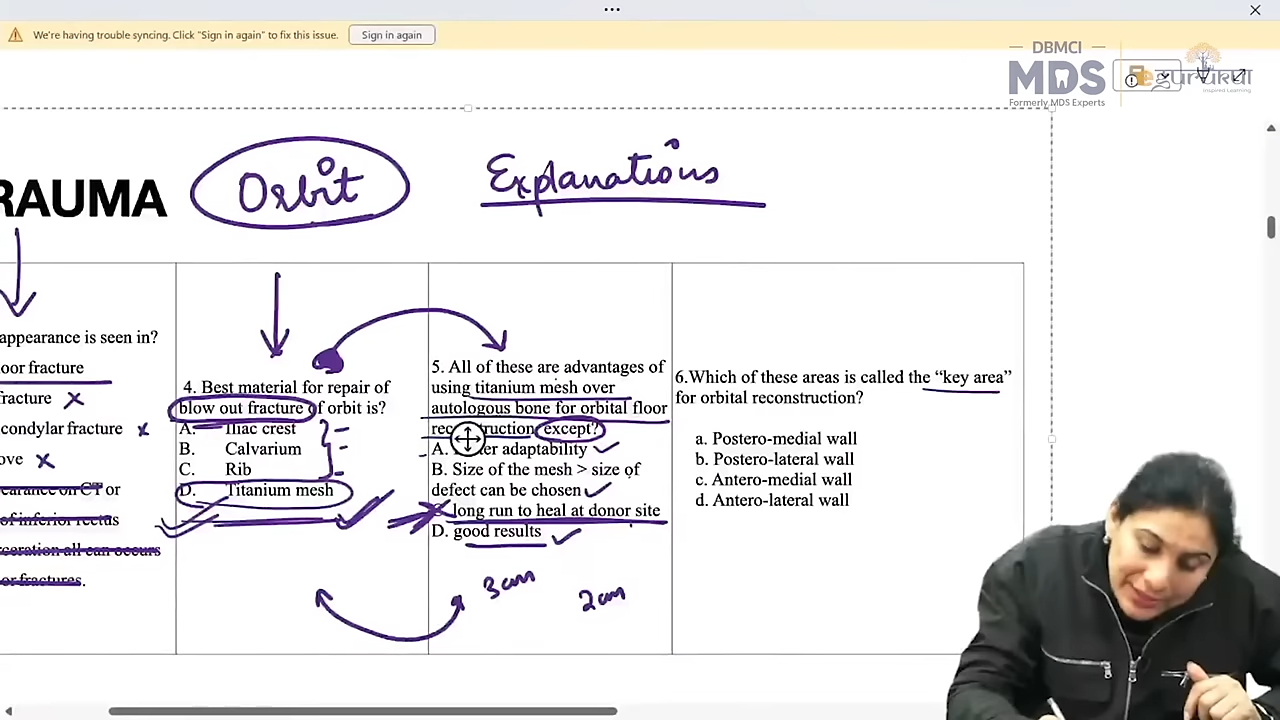 We're having trouble syncing. Click "Sign in again" to fix this issue.
Sign in again
DBMCI
MDS
Formerly MDS Experts
egurukul
Inspired Learning
RAUMA
Orbit
Explanations
appearance is seen in?
oor fracture
fracture x
condylar fracture x
ove x
earance on CT or
of inferior rectus
ceration all can occurs
or fractures.
4. Best material for repair of
blow out fracture of orbit is?
A. Iliac crest
B. Calvarium
C. Rib
D. Titanium mesh
5. All of these are advantages of
using titanium mesh over
autologous bone for orbital floor
except?
A. adaptability
B. Size of the mesh > size of
defect can be chosen
long run to heal at donor site
D. good results
3cm
2cm
6.Which of these areas is called the “key area”
for orbital reconstruction?
a. Postero-medial wall
b. Postero-lateral wall
c. Antero-medial wall
d. Antero-lateral wall